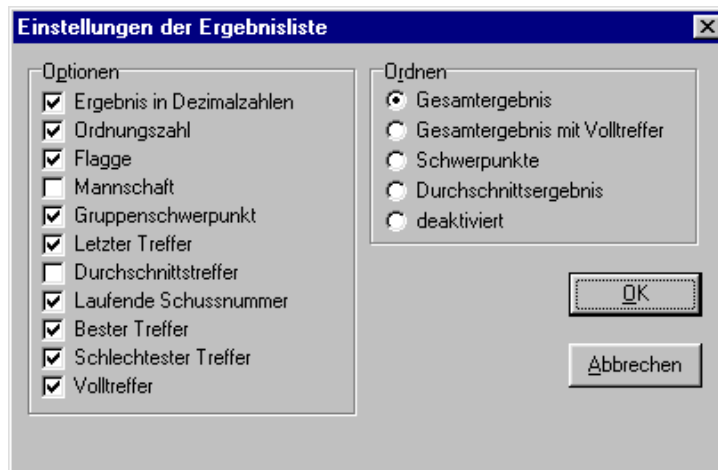 Einstellungen der Ergebnisliste
Optionen
Ergebnis in Dezimalzahlen
Ordnungszahl
Flagge
Mannschaft
Gruppenschwerpunkt
Letzter Treffer
Durchschnittstreffer
Laufende Schussnummer
Bester Treffer
Schlechtester Treffer
Volltreffer
Ordnen
Gesamtergebnis
Gesamtergebnis mit Volltreffer
Schwerpunkte
Durchschnittsergebnis
deaktiviert
OK
Abbrechen